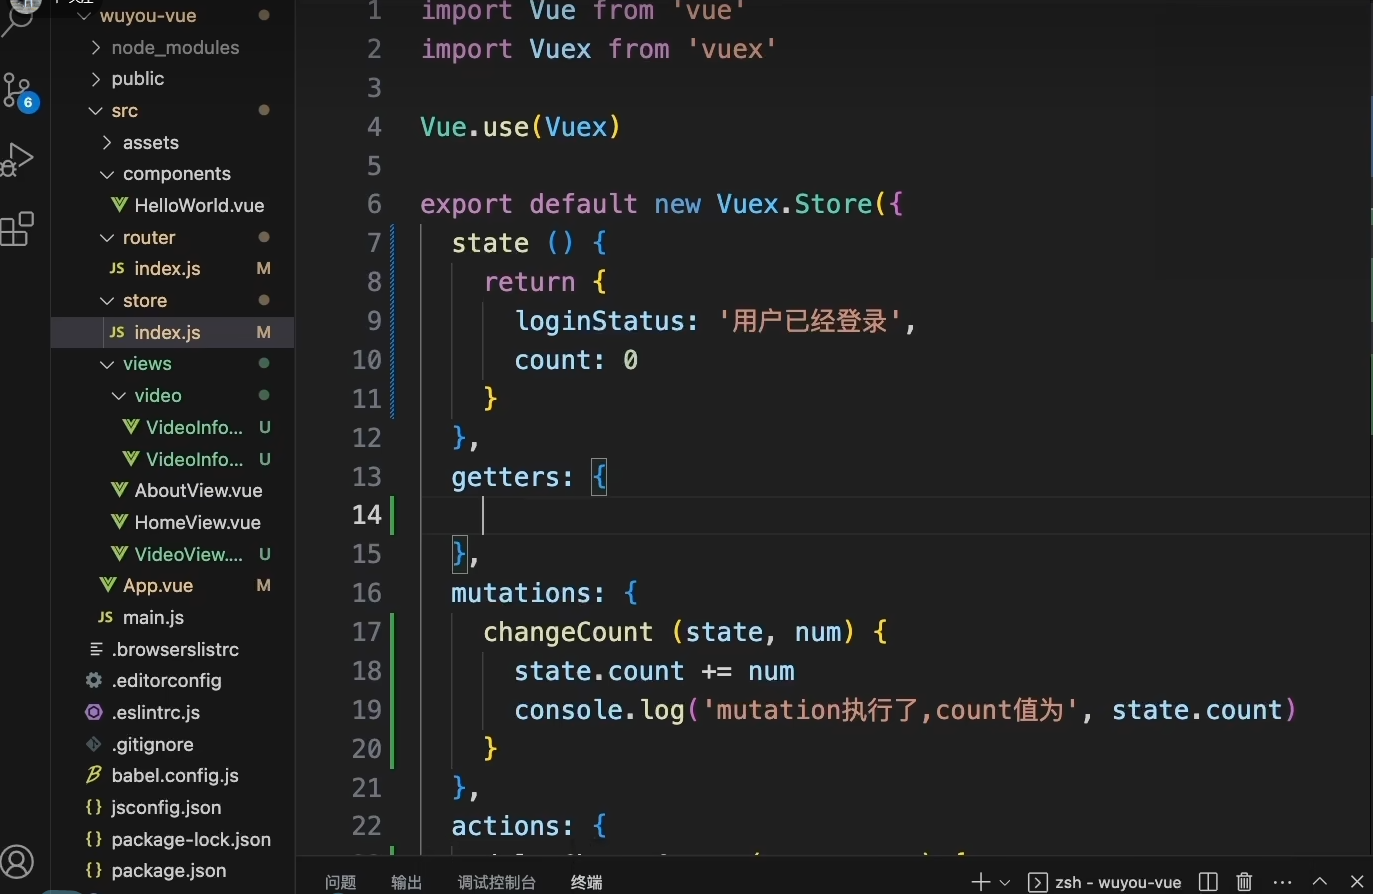 wuyou-vue
node_modules
public
src
assets
components
HelloWorld.vue
router
JS index.js M
store
JS index.js M
views
video
VideoInfo... U
VideoInfo... U
AboutView.vue
HomeView.vue
VideoView.... U
App.vue M
JS main.js
.browserslistrc
.editorconfig
.eslintrc.js
.gitignore
babel.config.js
{} jsconfig.json
{} package-lock.json
{} package.json
6
1 import Vue from 'vue'
2 import Vuex from 'vuex'
3
4 Vue.use(Vuex)
5
6 export default new Vuex.Store({
7 state () {
8 return {
9 loginStatus: '用户已经登录',
10 count: 0
11 }
12 },
13 getters: {
14
15 },
16 mutations: {
17 changeCount (state, num) {
18 state.count += num
19 console.log('mutation执行了,count值为', state.count)
20 }
21 },
22 actions: {
问题 输出 调试控制台 终端 zsh - wuyou-vue